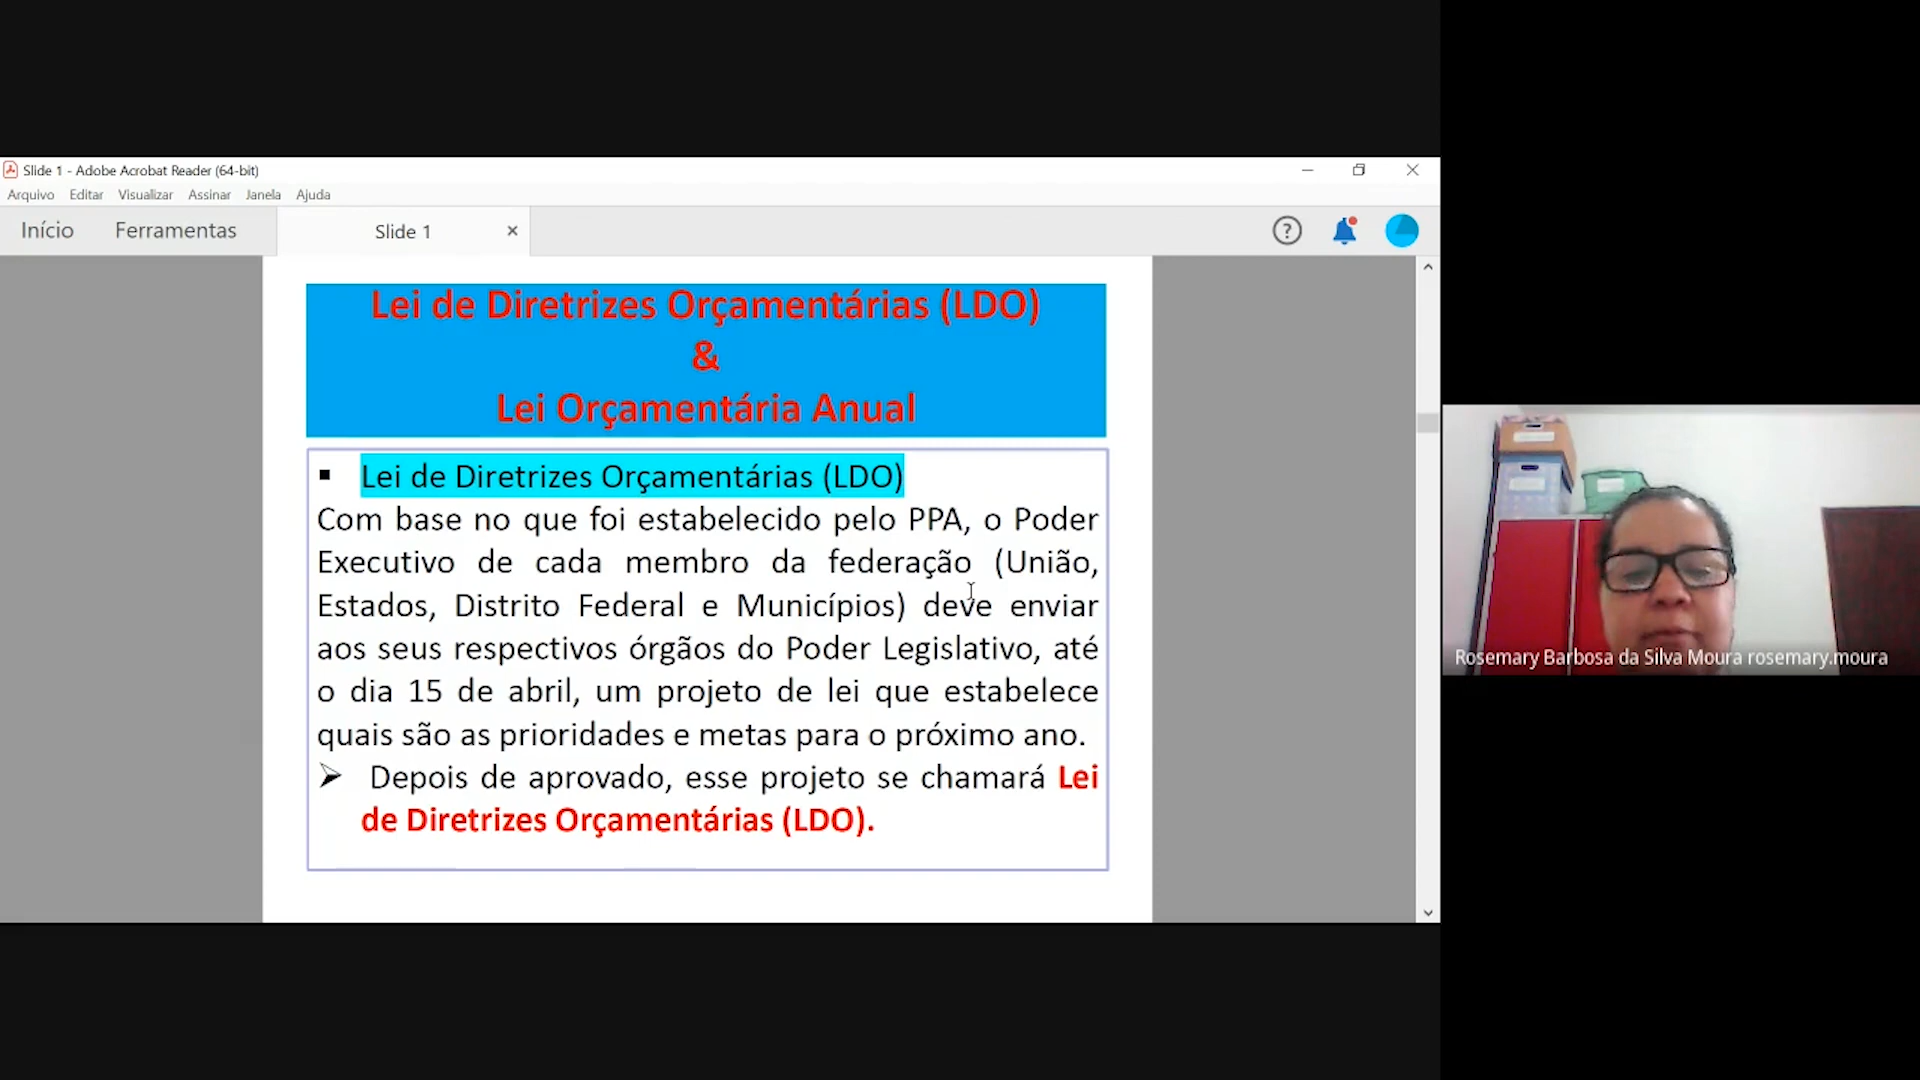 Slide 1 - Adobe Acrobat Reader (64-bit)
Arquivo Editar Visualizar Assinar Janela Ajuda
Início Ferramentas Slide 1
Lei de Diretrizes Orçamentárias (LDO)
&
Lei Orçamentária Anual
▪ Lei de Diretrizes Orçamentárias (LDO)
Com base no que foi estabelecido pelo PPA, o Poder
Executivo de cada membro da federação (União,
Estados, Distrito Federal e Municípios) deve enviar
aos seus respectivos órgãos do Poder Legislativo, até
o dia 15 de abril, um projeto de lei que estabelece
quais são as prioridades e metas para o próximo ano.
➢ Depois de aprovado, esse projeto se chamará Lei
de Diretrizes Orçamentárias (LDO).
Rosemary Barbosa da Silva Moura rosemary.moura